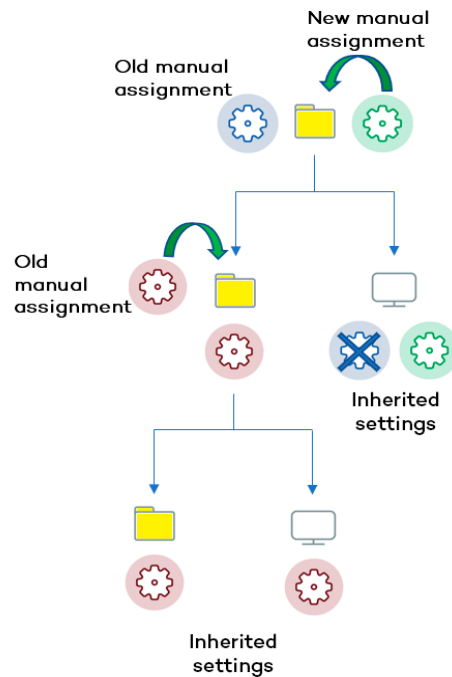 New manual
assignment
Old manual
assignment
Old
manual
assignment
Inherited
settings
Inherited
settings